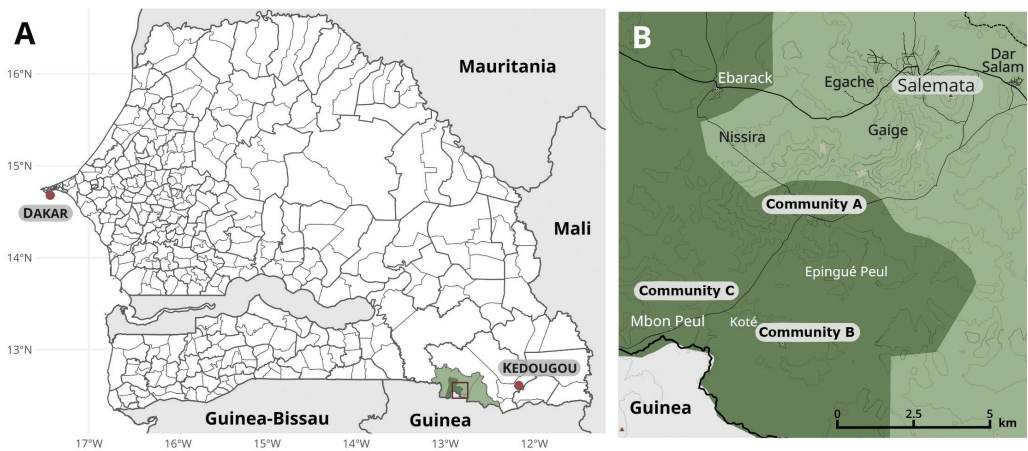 A
16°N
15°N
14°N
13°N
17°W
16°W
15°W
14°W
13°W
12°W
Mauritania
Mali
DAKAR
KEDOUGOU
Guinea-Bissau
Guinea
B
Ebarack
Egache
Salemata
Dar
Salam
Nissira
Gaige
Community A
Epingué Peul
Community C
Mbon Peul
Koté
Community B
Guinea
0 2.5 5
km